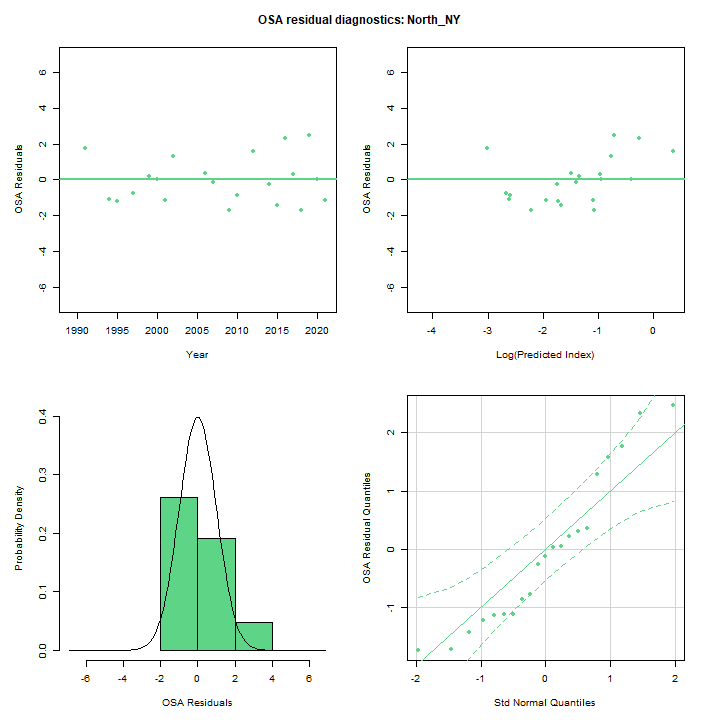 OSA residual diagnostics: North_NY
6
4
2
0
-2
-4
-6
OSA Residuals
1990 1995 2000 2005 2010 2015 2020
Year
6
4
2
0
-2
-4
-6
OSA Residuals
-4 -3 -2 -1 0
Log(Predicted Index)
0.4
0.3
0.2
0.1
0.0
Probability Density
-6 -4 -2 0 2 4 6
OSA Residuals
2
1
0
-1
OSA Residual Quantiles
-2 -1 0 1 2
Std Normal Quantiles